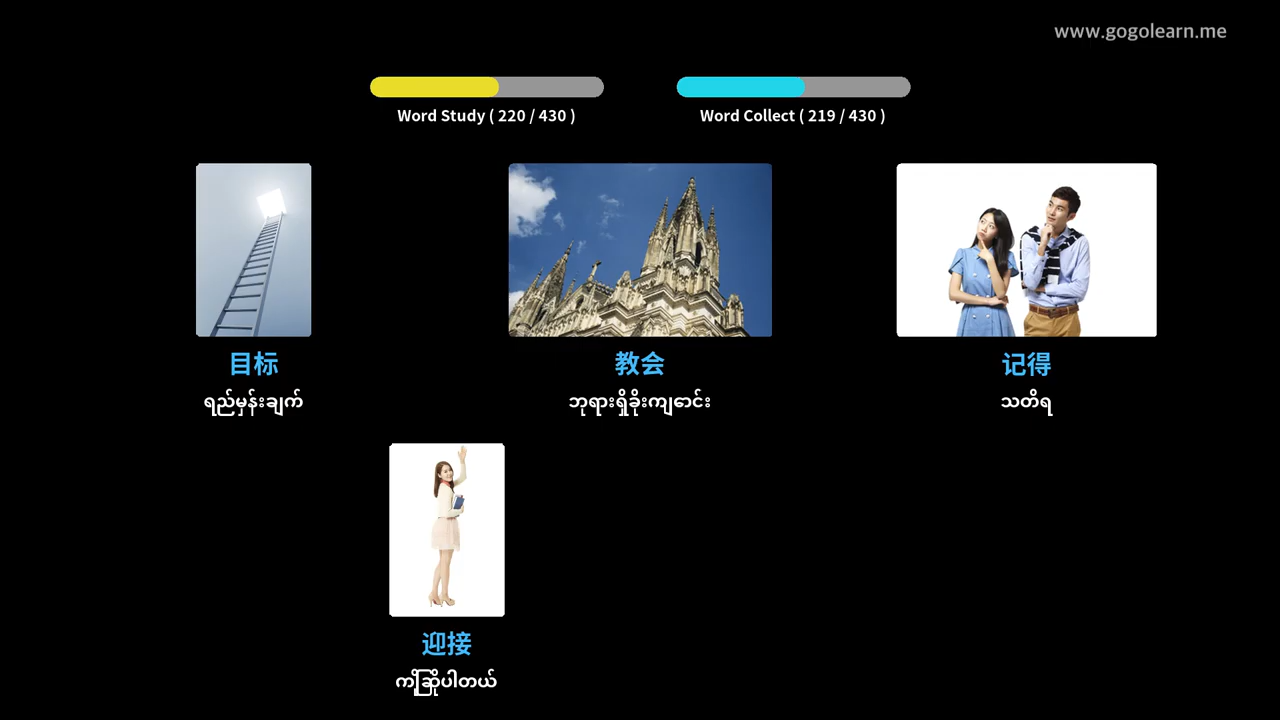 www.gogolearn.me
Word Study ( 220 / 430 )
Word Collect ( 219 / 430 )
目标
ရည်မှန်းချက်
教会
ဘုရားရှိခိုးကျောင်း
记得
သတိရ
迎接
ကြိုဆိုပါတယ်